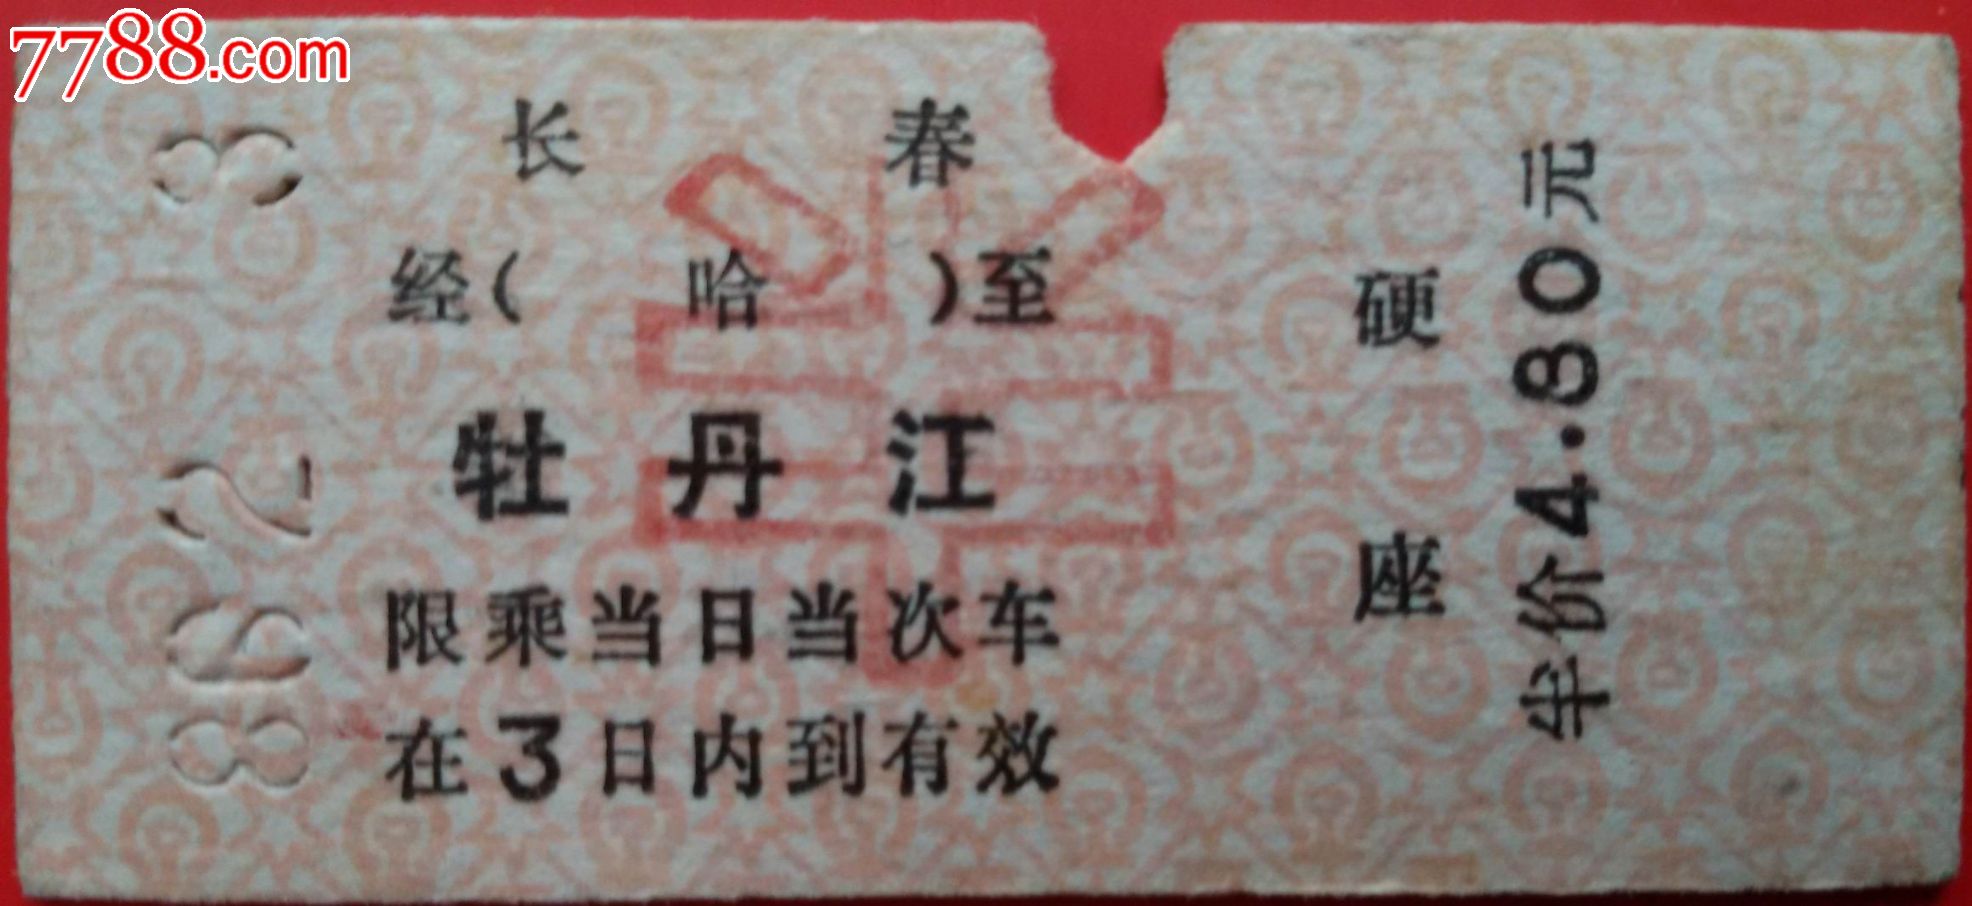 7788.com
长春
经（哈）至
牡丹江
限乘当日当次车
在3日内到有效
硬座
半价4.80元
半